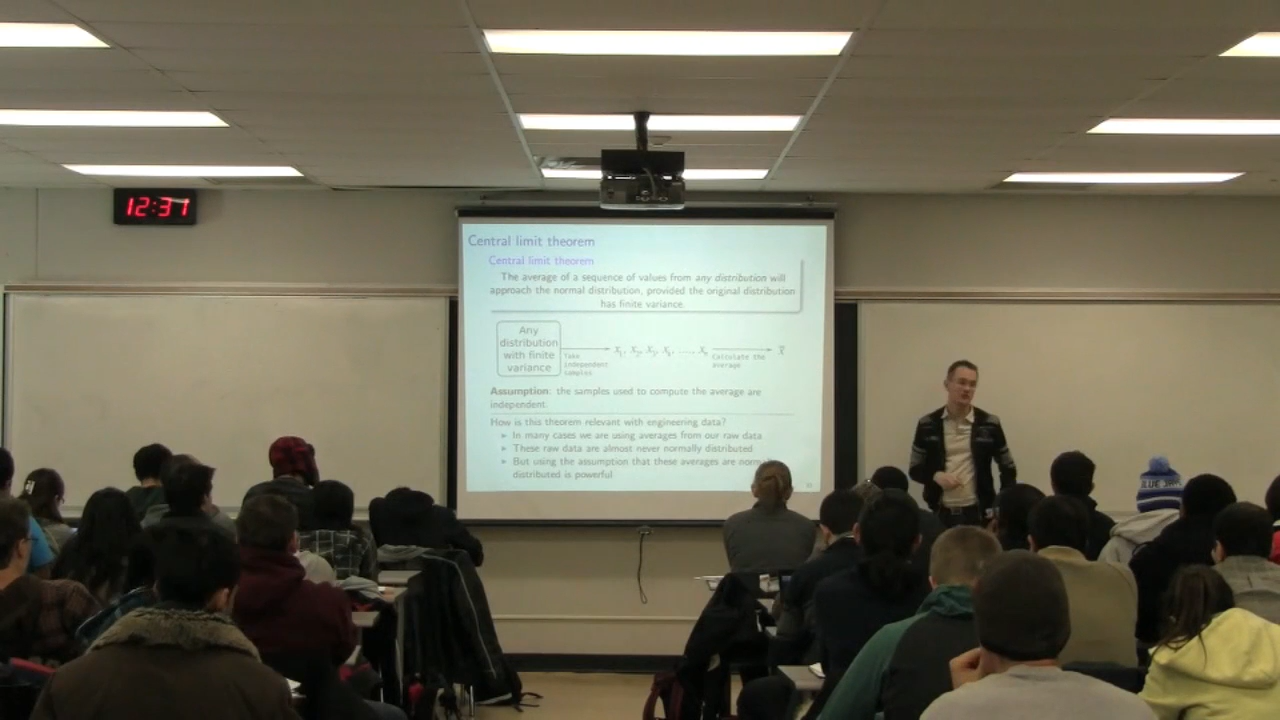 12:37
Central limit theorem
Central limit theorem
The average of a sequence of values from any distribution will
approach the normal distribution, provided the original distribution
has finite variance.
Any
distribution
with finite
variance
Take
independent
samples
Calculate the
average
Assumption: the samples used to compute the average are
independent.
How is this theorem relevant with engineering data?
▶ In many cases we are using averages from our raw data
▶ These raw data are almost never normally distributed
▶ But using the assumption that these averages are
distributed is powerful
BLUE